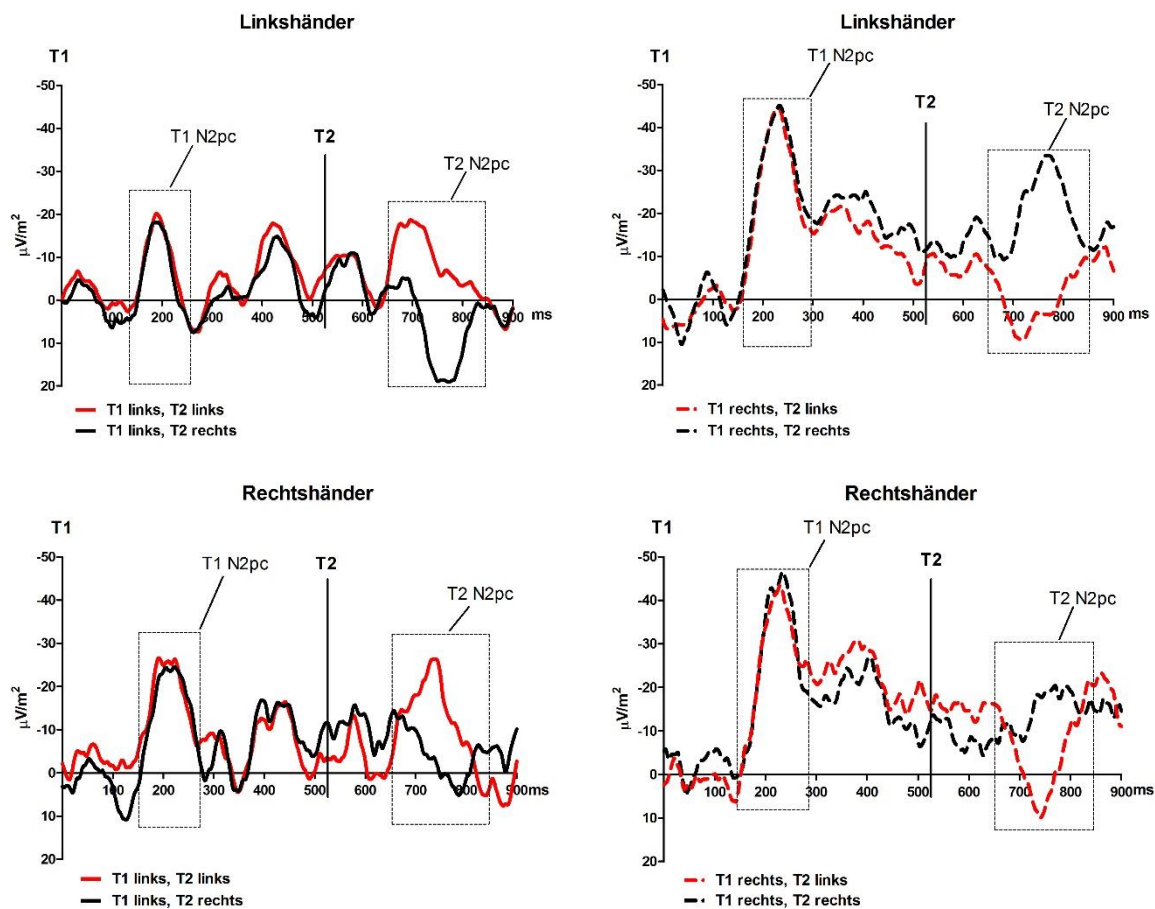 Linkshänder
T1
T1 N2pc
T2
T2 N2pc
µV/m²
-50
-40
-30
-20
-10
0
10
20
100 200 300 400 500 600 700 800 900 ms
T1 links, T2 links
T1 links, T2 rechts
Linkshänder
T1
T1 N2pc
T2
T2 N2pc
µV/m²
-50
-40
-30
-20
-10
0
10
20
100 200 300 400 500 600 700 800 900 ms
T1 rechts, T2 links
T1 rechts, T2 rechts
Rechtshänder
T1
T1 N2pc
T2
T2 N2pc
µV/m²
-50
-40
-30
-20
-10
0
10
20
100 200 300 400 500 600 700 800 900ms
T1 links, T2 links
T1 links, T2 rechts
Rechtshänder
T1
T1 N2pc
T2
T2 N2pc
µV/m²
-50
-40
-30
-20
-10
0
10
20
100 200 300 400 500 600 700 800 900 ms
T1 rechts, T2 links
T1 rechts, T2 rechts